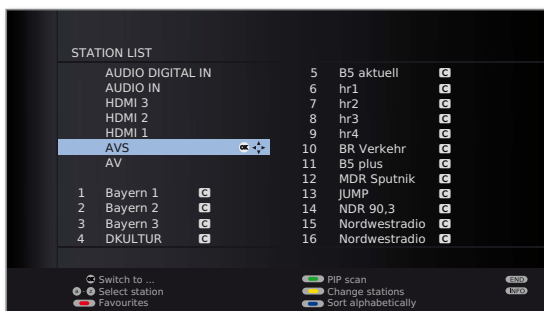 STATION LIST
AUDIO DIGITAL IN
AUDIO IN
HDMI 3
HDMI 2
HDMI 1
AVS OK
AV
1 Bayern 1 C
2 Bayern 2 C
3 Bayern 3 C
4 DKULTUR C
5 B5 aktuell C
6 hr1 C
7 hr2 C
8 hr3 C
9 hr4 C
10 BR Verkehr C
11 B5 plus C
12 MDR Sputnik C
13 JUMP C
14 NDR 90,3 C
15 Nordwestradio C
16 Nordwestradio C
OK Switch to ...
Select station
Favourites
PIP scan
Change stations
Sort alphabetically
END
INFO